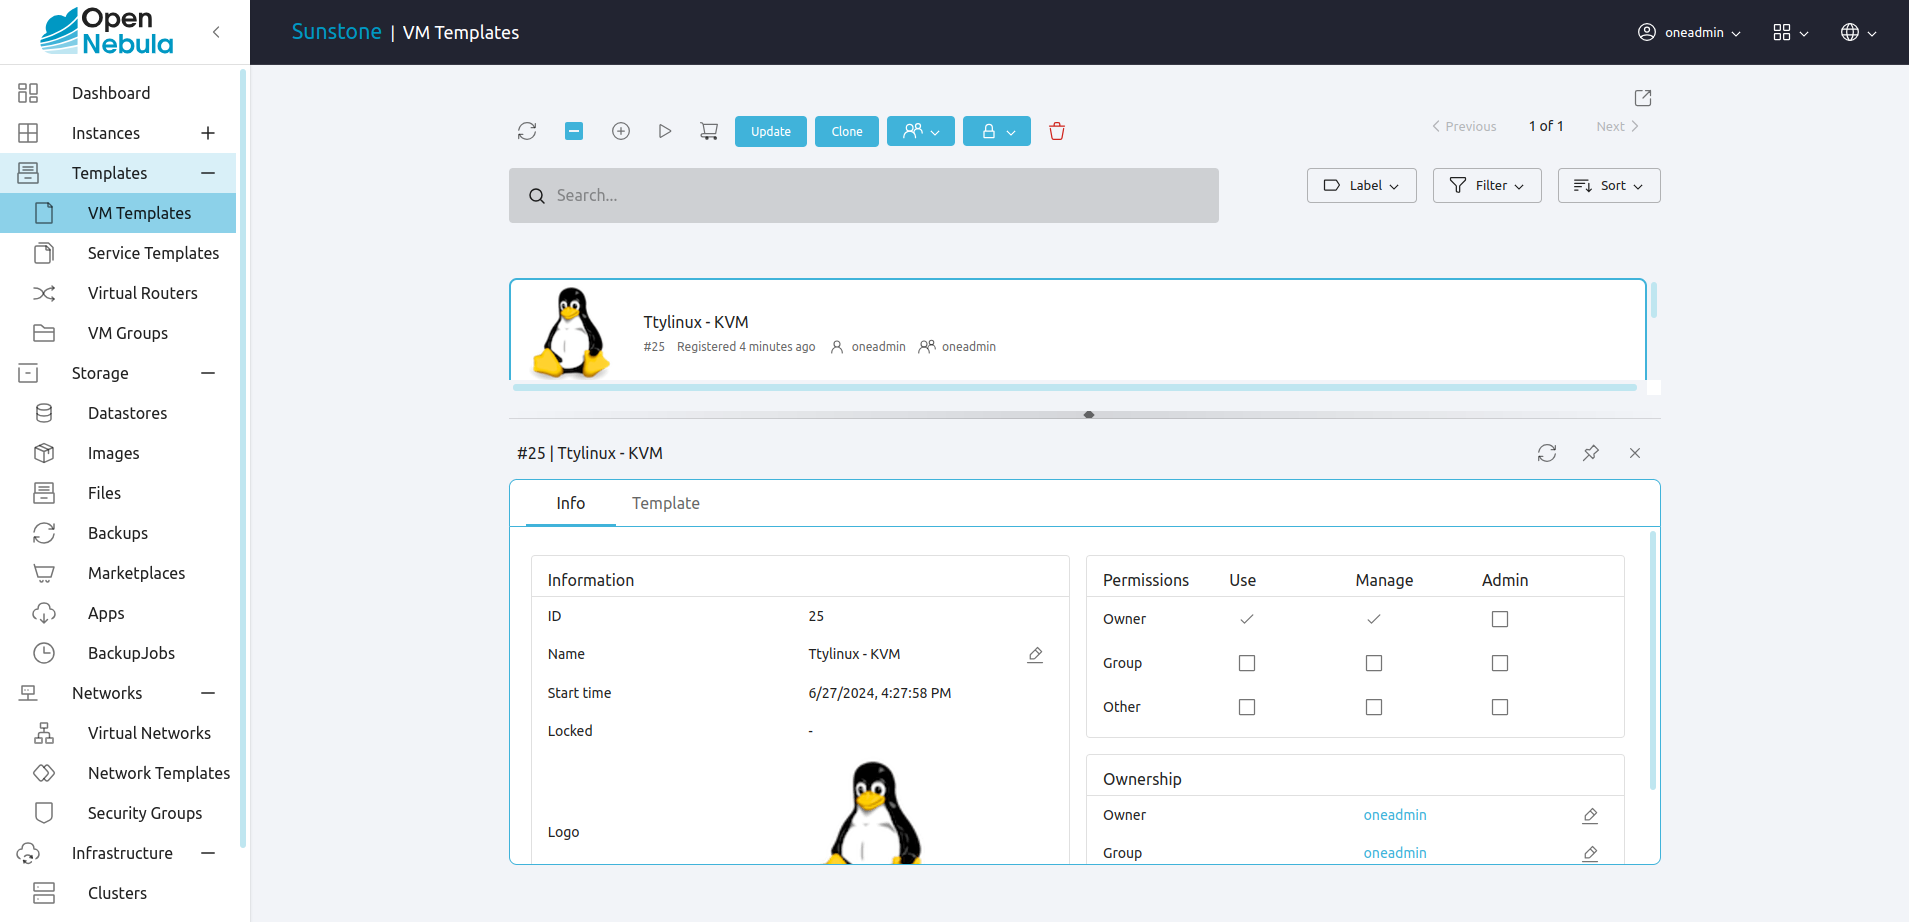 Open
Nebula
Sunstone | VM Templates
oneadmin
Dashboard
Instances
Templates
VM Templates
Service Templates
Virtual Routers
VM Groups
Storage
Datastores
Images
Files
Backups
Marketplaces
Apps
BackupJobs
Networks
Virtual Networks
Network Templates
Security Groups
Infrastructure
Clusters
Update
Clone
Previous
1 of 1
Next
Search...
Label
Filter
Sort
Ttylinux - KVM
#25 Registered 4 minutes ago oneadmin oneadmin
#25 | Ttylinux - KVM
Info
Template
Information
ID 25
Name Ttylinux - KVM
Start time 6/27/2024, 4:27:58 PM
Locked -
Logo
Permissions Use Manage Admin
Owner
Group
Other
Ownership
Owner oneadmin
Group oneadmin